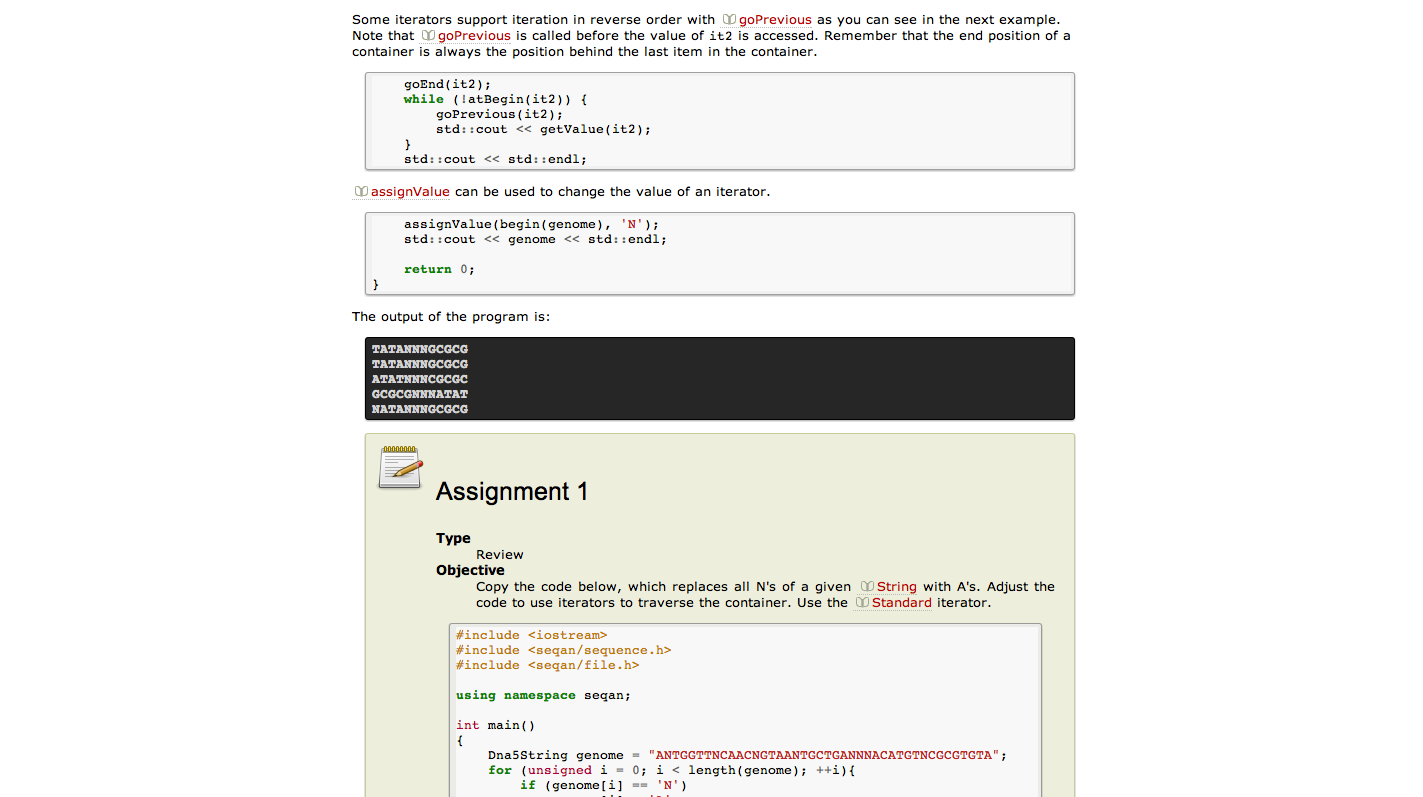 Some iterators support iteration in reverse order with goPrevious as you can see in the next example.
Note that goPrevious is called before the value of it2 is accessed. Remember that the end position of a
container is always the position behind the last item in the container.
goEnd(it2);
while (!atBegin(it2)) {
goPrevious(it2);
std::cout << getValue(it2);
}
std::cout << std::endl;
assignValue can be used to change the value of an iterator.
assignValue(begin(genome), 'N');
std::cout << genome << std::endl;
return 0;
}
The output of the program is:
TATANNNGCGCG
TATANNNGCGCG
ATATNNNCGCGC
GCGCGNNNATAT
NATANNNGCGCG
Assignment 1
Type
Review
Objective
Copy the code below, which replaces all N's of a given String with A's. Adjust the
code to use iterators to traverse the container. Use the Standard iterator.
#include <iostream>
#include <seqan/sequence.h>
#include <seqan/file.h>
using namespace seqan;
int main()
{
Dna5String genome = "ANTGGTTNCAACNGTAANTGCTGANNNACATGTNCGCGTGTA";
for (unsigned i = 0; i < length(genome); ++i){
if (genome[i] == 'N')